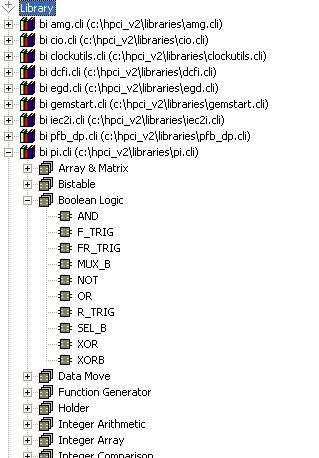 Library
bi amg.cli (c:\hpci_v2\libraries\amg.cli)
bi cio.cli (c:\hpci_v2\libraries\cio.cli)
bi clockutils.cli (c:\hpci_v2\libraries\clockutils.cli)
bi dcfi.cli (c:\hpci_v2\libraries\dcfi.cli)
bi egd.cli (c:\hpci_v2\libraries\egd.cli)
bi gemstart.cli (c:\hpci_v2\libraries\gemstart.cli)
bi iec2i.cli (c:\hpci_v2\libraries\iec2i.cli)
bi pfb_dp.cli (c:\hpci_v2\libraries\pfb_dp.cli)
bi pi.cli (c:\hpci_v2\libraries\pi.cli)
Array & Matrix
Bistable
Boolean Logic
AND
F_TRIG
FR_TRIG
MUX_B
NOT
OR
R_TRIG
SEL_B
XOR
XORB
Data Move
Function Generator
Holder
Integer Arithmetic
Integer Array
Integer Comparison